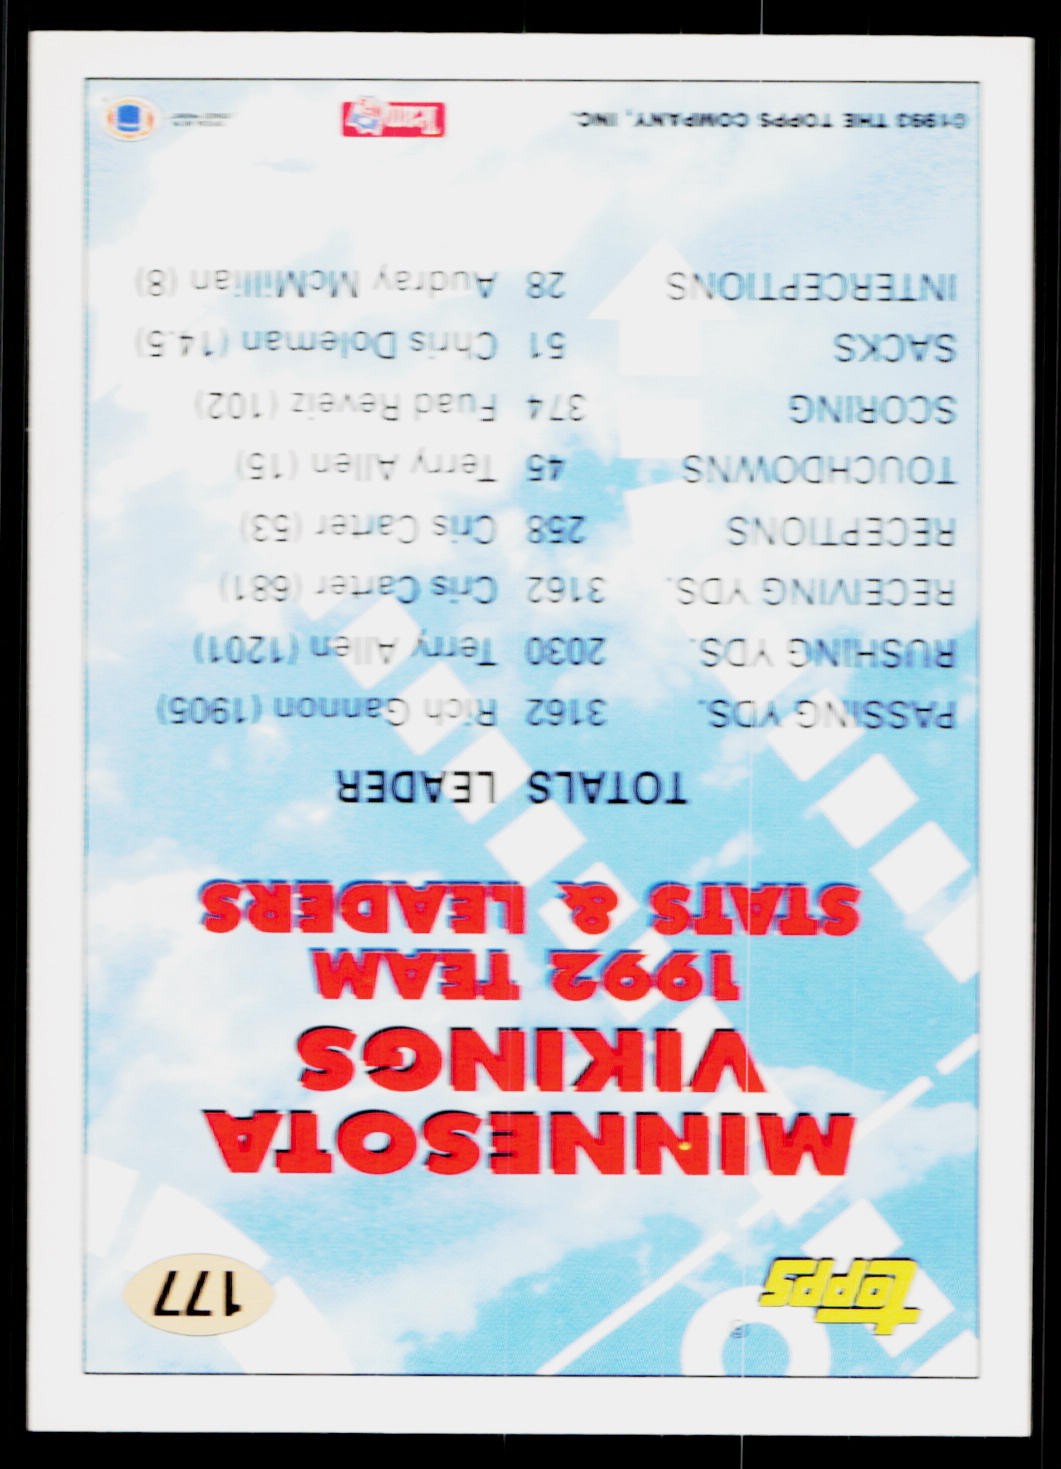 Topps ®
177
MINNESOTA
VIKINGS
1992 TEAM
STATS & LEADERS
TOTALS LEADER
PASSING YDS. 3162 Rich Gannon (1905)
RUSHING YDS. 2030 Terry Allen (1201)
RECEIVING YDS. 3162 Cris Carter (681)
RECEPTIONS 258 Cris Carter (53)
TOUCHDOWNS 45 Terry Allen (15)
SCORING 374 Fuad Reveiz (102)
SACKS 51 Chris Doleman (14.5)
INTERCEPTIONS 28 Audray McMillian (8)
©1993 THE TOPPS COMPANY, INC.
Team